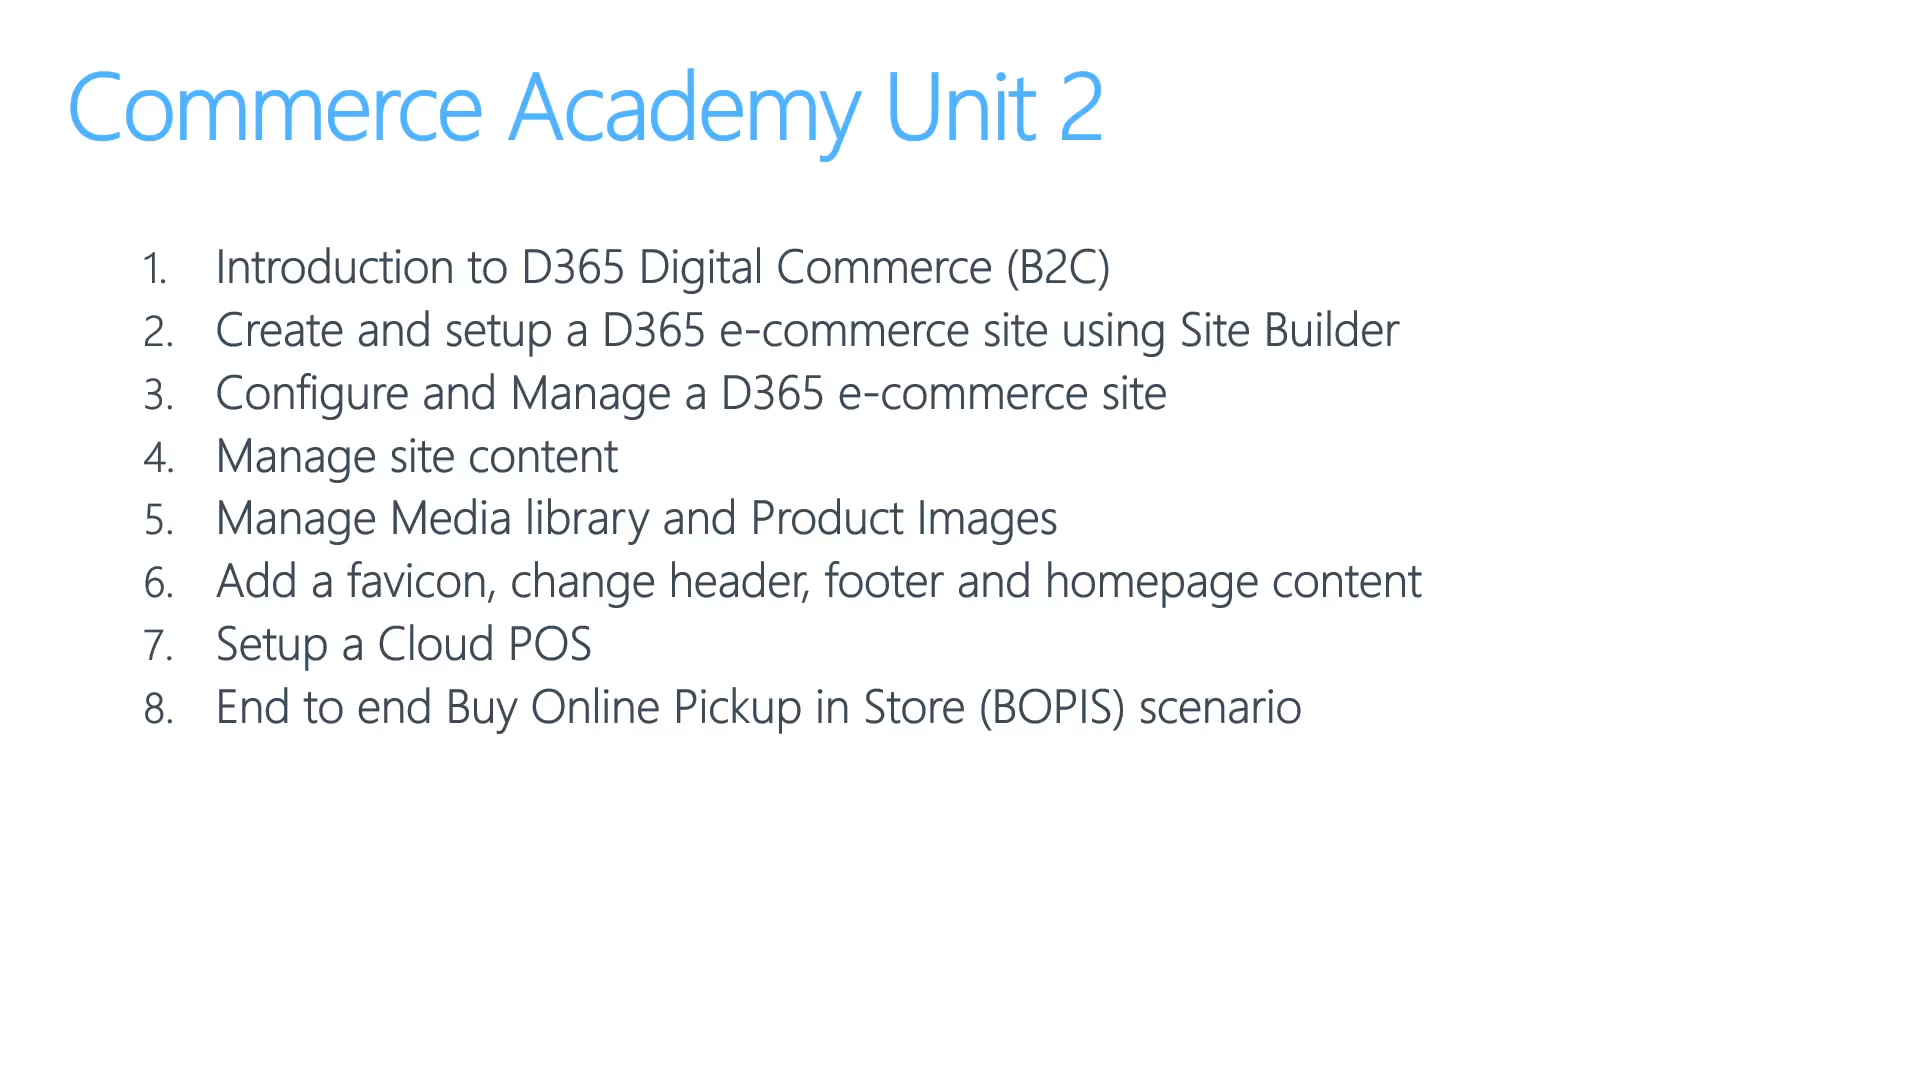 Commerce Academy Unit 2
1. Introduction to D365 Digital Commerce (B2C)
2. Create and setup a D365 e-commerce site using Site Builder
3. Configure and Manage a D365 e-commerce site
4. Manage site content
5. Manage Media library and Product Images
6. Add a favicon, change header, footer and homepage content
7. Setup a Cloud POS
8. End to end Buy Online Pickup in Store (BOPIS) scenario